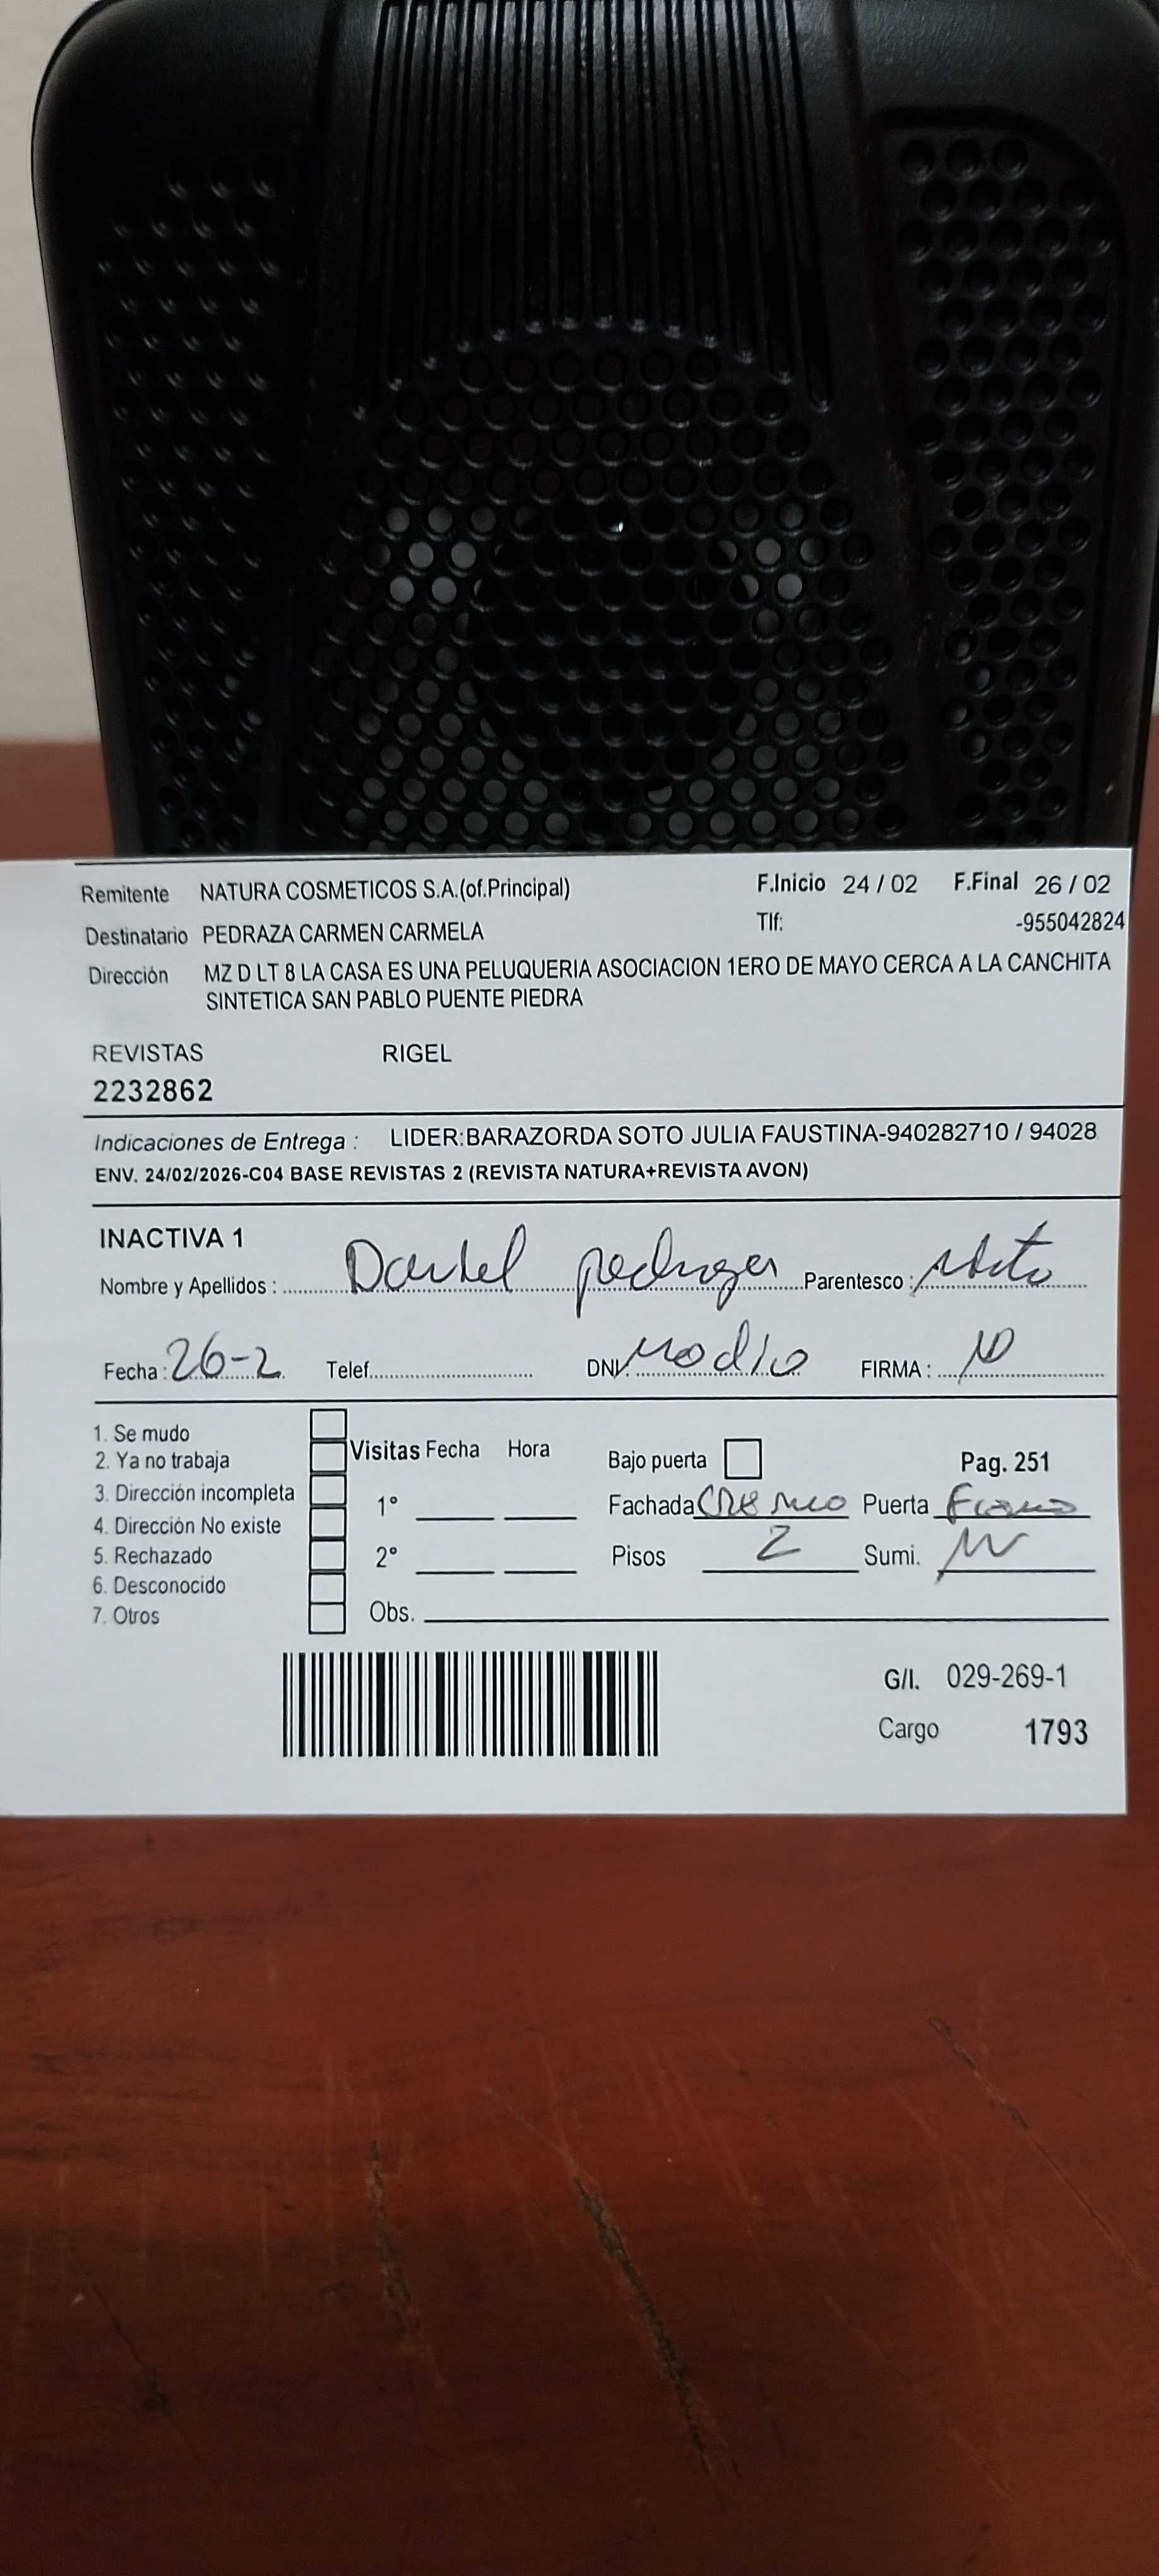 Remitente NATURA COSMETICOS S.A.(of.Principal) F.Inicio 24 / 02 F.Final 26 / 02
Destinatario PEDRAZA CARMEN CARMELA Tlf: -955042824
Dirección MZ D LT 8 LA CASA ES UNA PELUQUERIA ASOCIACION 1ERO DE MAYO CERCA A LA CANCHITA
SINTETICA SAN PABLO PUENTE PIEDRA
REVISTAS RIGEL
2232862
Indicaciones de Entrega : LIDER:BARAZORDA SOTO JULIA FAUSTINA-940282710 / 94028
ENV. 24/02/2026-C04 BASE REVISTAS 2 (REVISTA NATURA+REVISTA AVON)
INACTIVA 1
Nombre y Apellidos : Daniel pedraza Parentesco :
Fecha : 26-2 Telef. DNI. No dio FIRMA :
1. Se mudo
2. Ya no trabaja
3. Dirección incompleta
4. Dirección No existe
5. Rechazado
6. Desconocido
7. Otros
Visitas Fecha Hora
1°
2°
Obs.
Bajo puerta Pag. 251
Fachada Puerta
Pisos 2 Sumi.
G/I. 029-269-1
Cargo 1793